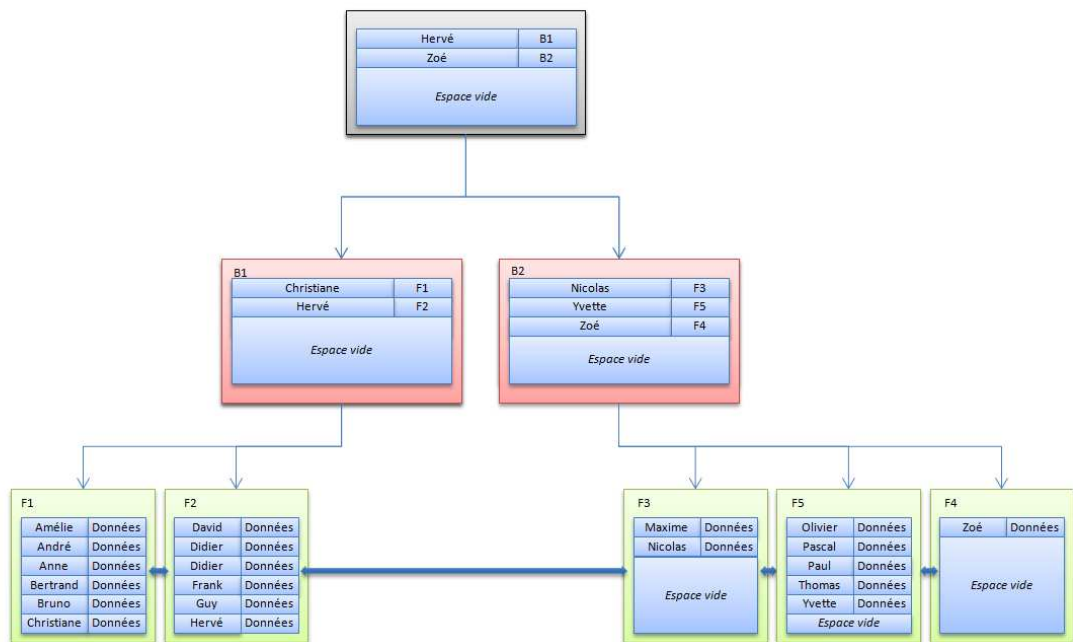 Hervé B1
Zoé B2
Espace vide
B1
Christiane F1
Hervé F2
Espace vide
B2
Nicolas F3
Yvette F5
Zoé F4
Espace vide
F1
Amélie Données
André Données
Anne Données
Bertrand Données
Bruno Données
Christiane Données
F2
David Données
Didier Données
Didier Données
Frank Données
Guy Données
Hervé Données
F3
Maxime Données
Nicolas Données
Espace vide
F5
Olivier Données
Pascal Données
Paul Données
Thomas Données
Yvette Données
Espace vide
F4
Zoé Données
Espace vide